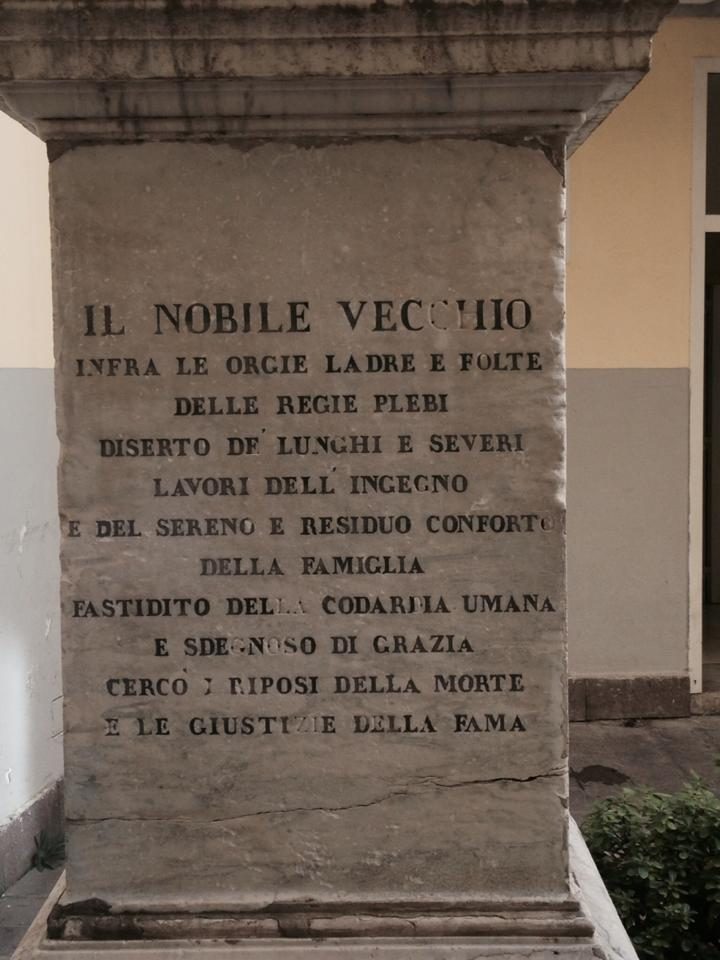 IL NOBILE VECCHIO
INFRA LE ORGIE LADRE E FOLTE
DELLE REGIE PLEBI
DISERTO DE' LUNGHI E SEVERI
LAVORI DELL' INGEGNO
E DEL SERENO E RESIDUO CONFORTO
DELLA FAMIGLIA
FASTIDITO DELLA CODARDIA UMANA
E SDEGNOSO DI GRAZIA
CERCÒ I RIPOSI DELLA MORTE
E LE GIUSTIZIE DELLA FAMA